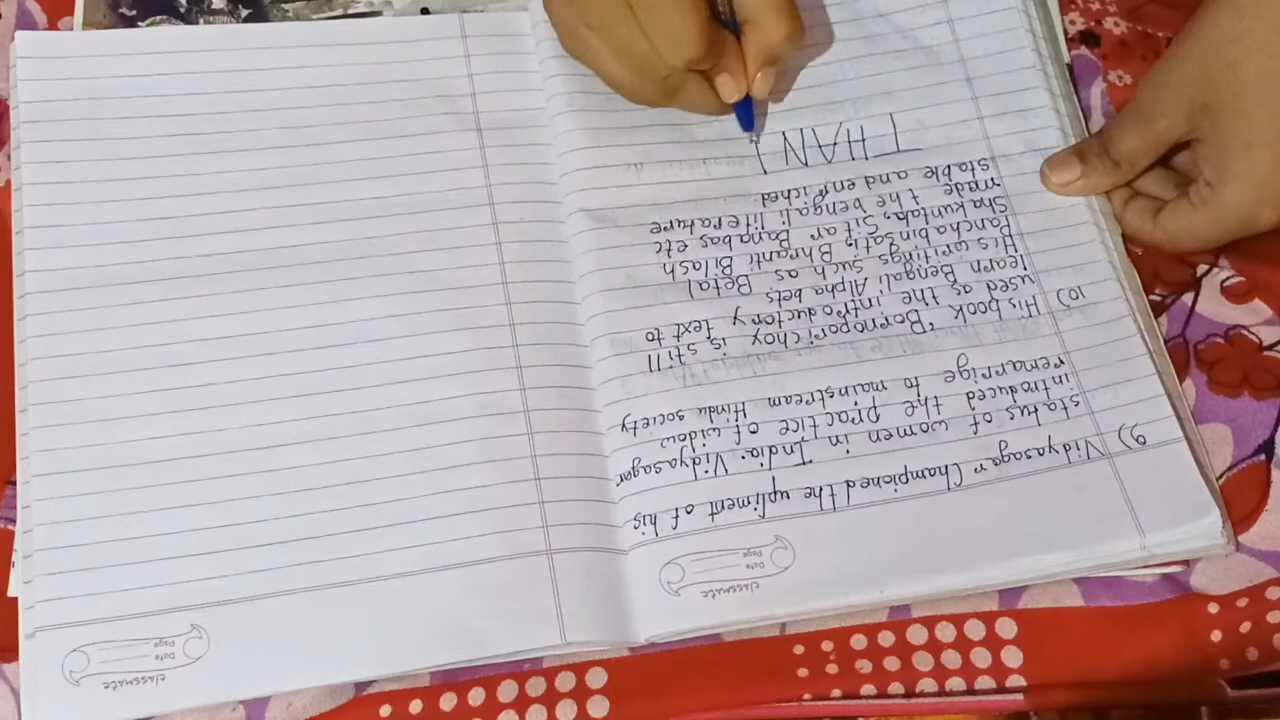 classmate
Date
Page
9) Vidyasagar Championed the upliment of his
status of women in India. Vidyasagar
introduced the practice of widow
remarrige to mainstream Hindu society
10) His book 'Bornoporichoy is still
used as the introductory text to
learn Bengali Alphabets
His writings such as Betal
Panchabinsati, Bhranti Bilash
Shakuntala, Sitar Banabas etc
made the bengali literature
stable and enriched.
THAN
classmate
Date
Page